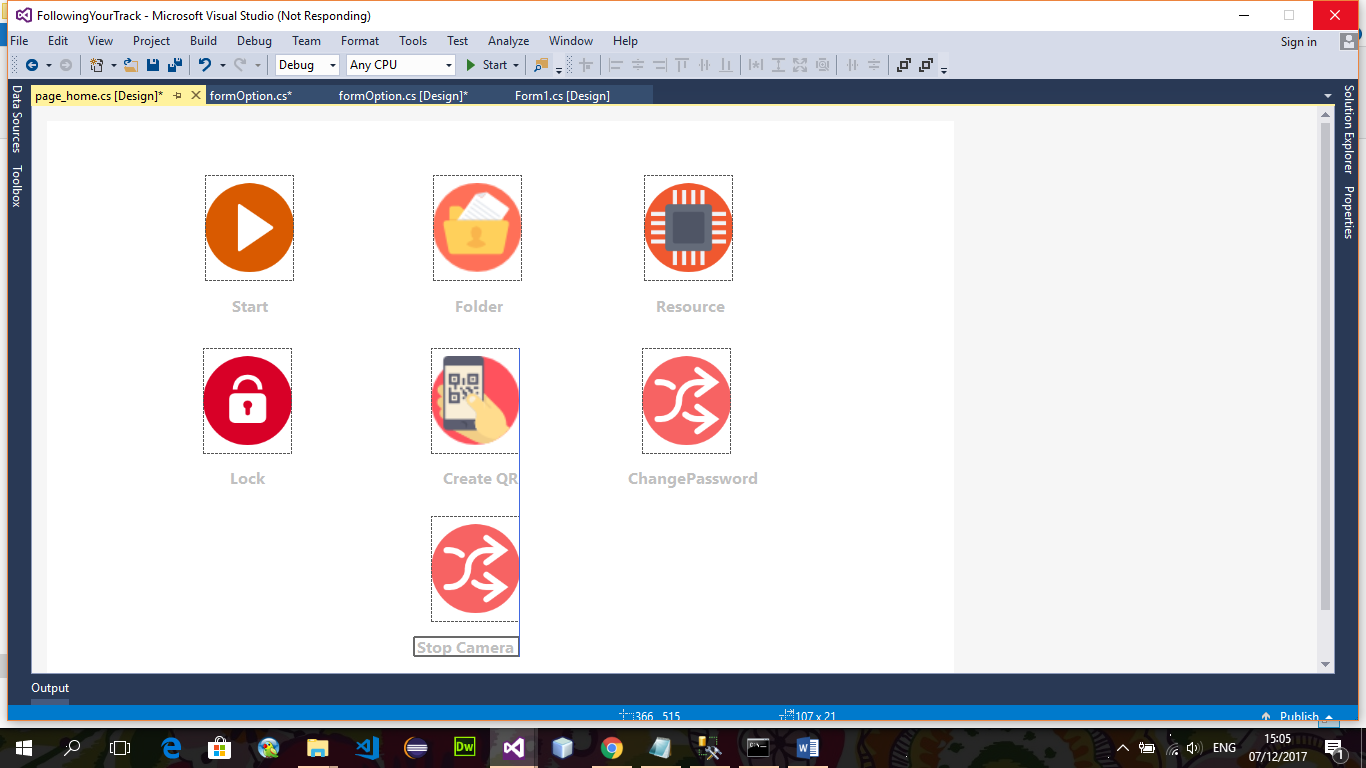 FollowingYourTrack - Microsoft Visual Studio (Not Responding)
File Edit View Project Build Debug Team Format Tools Test Analyze Window Help
Sign in
Debug Any CPU Start
page_home.cs [Design]* formOption.cs* formOption.cs [Design]* Form1.cs [Design]
Data Sources
Toolbox
Solution Explorer
Properties
Start Folder Resource
Lock Create QR ChangePassword
Stop Camera
Output
366 , 515 107 x 21 Publish
Dw
ENG 15:05
07/12/2017
1